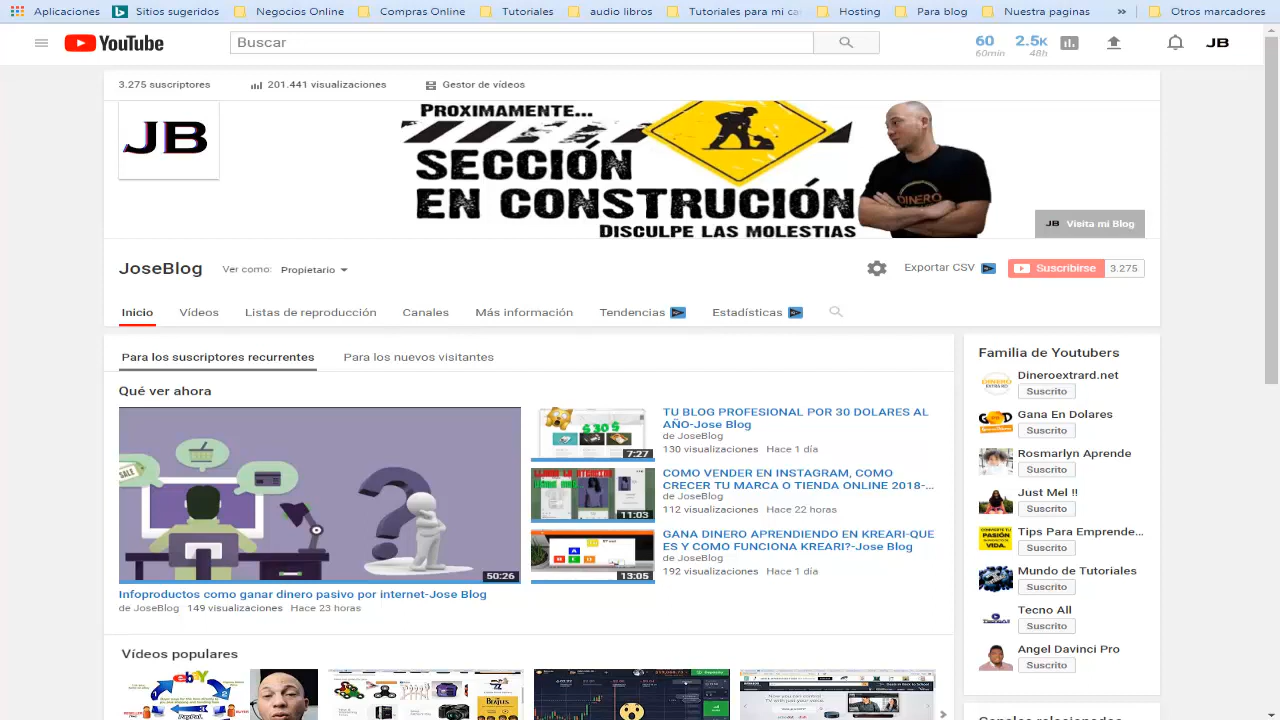 Aplicaciones Sitios sugeridos Negocios Online Compras Online Tutoriales audio libros Tutoriales para mi canal Hosting Para Blog Youtubers » Otros marcadores
YouTube Buscar 60 2.5K JB
60min 48h
3.275 suscriptores 201.441 visualizaciones Gestor de vídeos
PROXIMAMENTE...
JB
SECCIÓN
EN CONSTRUCIÓN
DISCULPE LAS MOLESTIAS
DINERO
JB Visita mi Blog
JoseBlog Ver como: Propietario Exportar CSV Suscribirse 3.275
Inicio Vídeos Listas de reproducción Canales Más información Tendencias Estadísticas
Para los suscriptores recurrentes Para los nuevos visitantes
Qué ver ahora
SALE
50:26
Infoproductos como ganar dinero pasivo por internet-Jose Blog
de JoseBlog 149 visualizaciones Hace 23 horas
30$
7:27
TU BLOG PROFESIONAL POR 30 DOLARES AL
AÑO-Jose Blog
de JoseBlog
130 visualizaciones Hace 1 día
11:03
COMO VENDER EN INSTAGRAM, COMO
CRECER TU MARCA O TIENDA ONLINE 2018-...
de JoseBlog
112 visualizaciones Hace 22 horas
13:05
GANA DINERO APRENDIENDO EN KREARI-QUE
ES Y COMO FUNCIONA KREARI?-Jose Blog
de JoseBlog
192 visualizaciones Hace 1 día
Vídeos populares
Familia de Youtubers
Dineroextrard.net
Suscrito
Gana En Dolares
Suscrito
Rosmarlyn Aprende
Suscrito
Just Mel !!
Suscrito
Tips Para Emprende...
Suscrito
Mundo de Tutoriales
Suscrito
Tecno All
Suscrito
Angel Davinci Pro
Suscrito
Canales relacionados